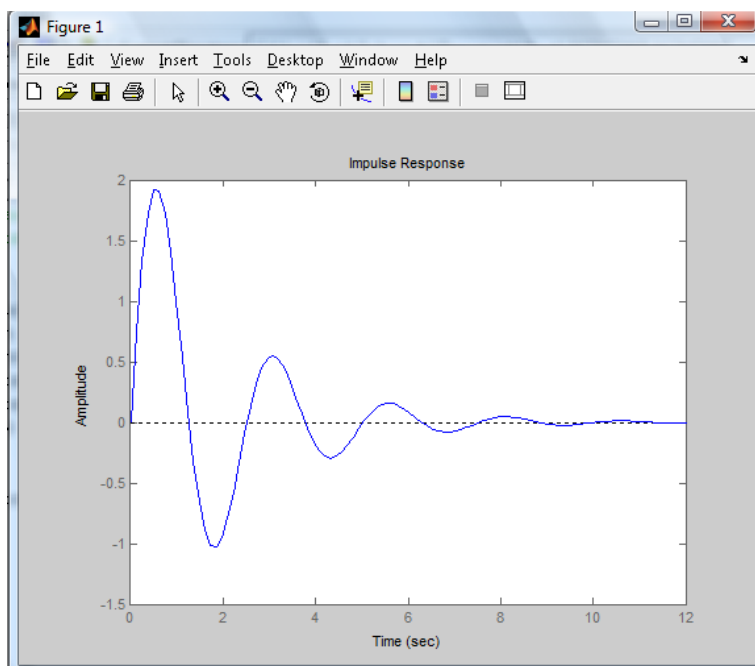 Figure 1
File Edit View Insert Tools Desktop Window Help
Impulse Response
2
1.5
1
0.5
0
-0.5
-1
-1.5
Amplitude
0 2 4 6 8 10 12
Time (sec)